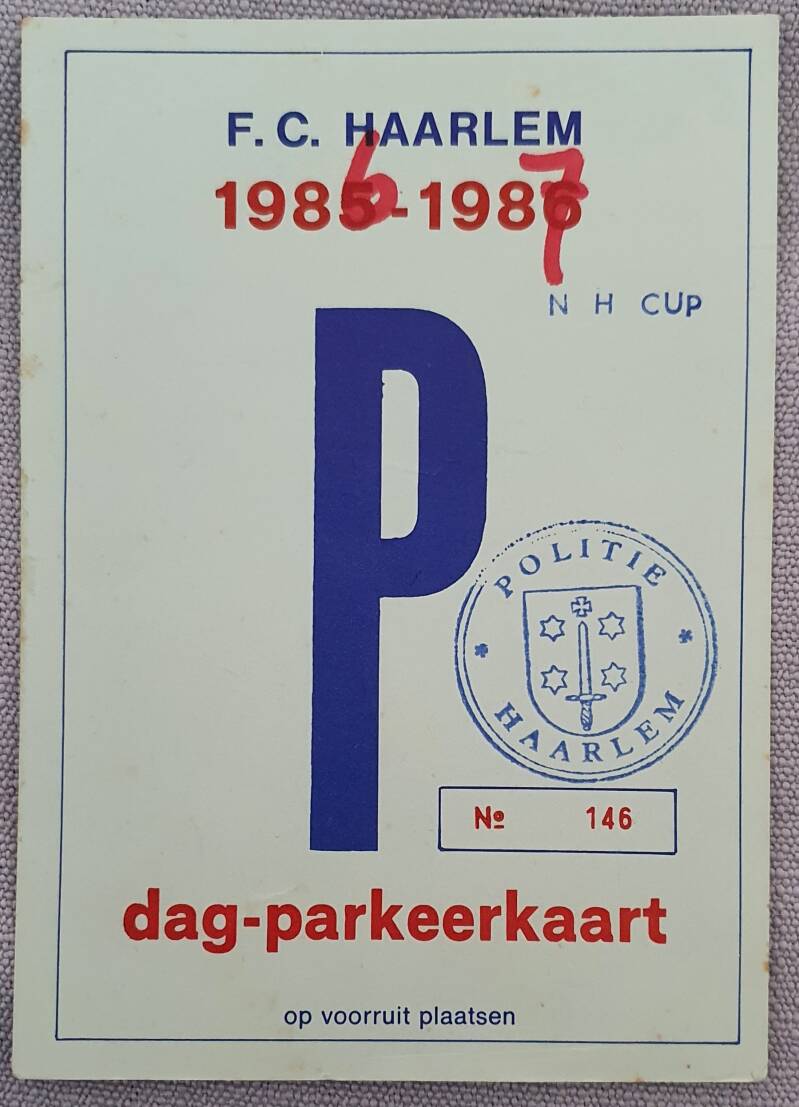 F.C. HAARLEM
1985-1986
6 7
N H CUP
P
POLITIE
HAARLEM
Nº 146
dag-parkeerkaart
op voorruit plaatsen